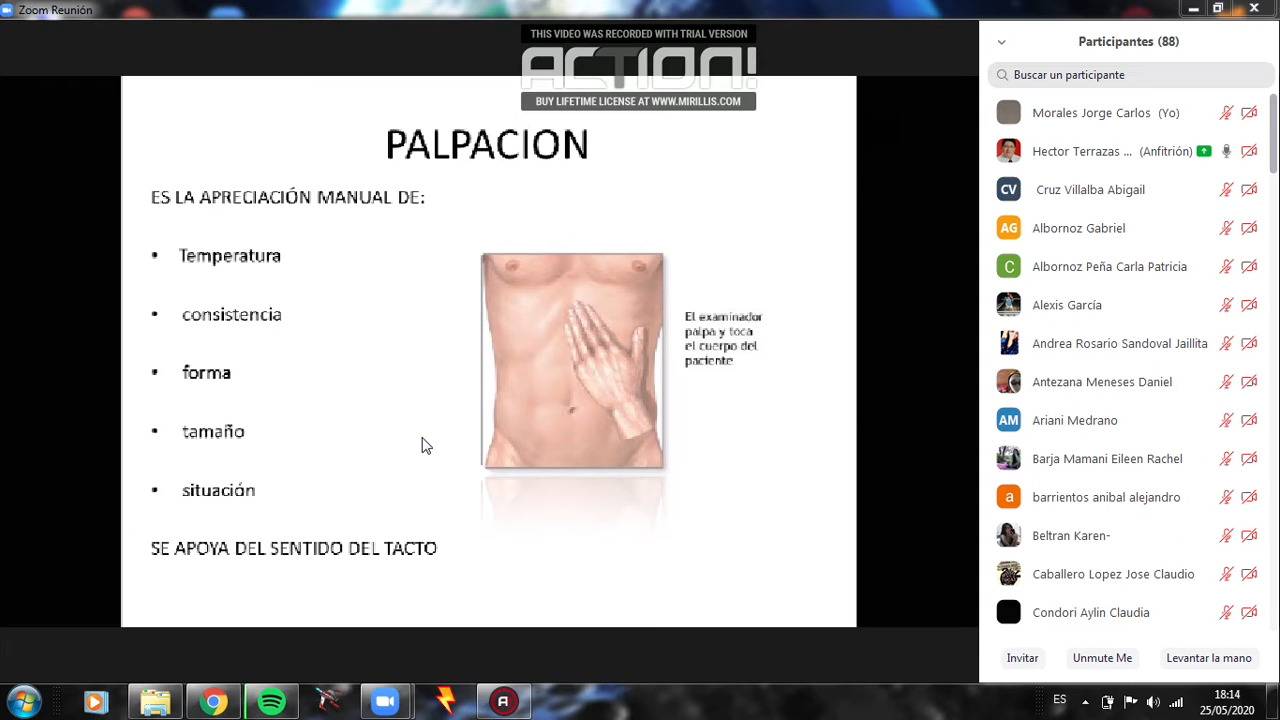 Zoom Reunión
THIS VIDEO WAS RECORDED WITH TRIAL VERSION
ACTION!
BUY LIFETIME LICENSE AT WWW.MIRILLIS.COM
PALPACION
ES LA APRECIACIÓN MANUAL DE:
• Temperatura
• consistencia
• forma
• tamaño
• situación
SE APOYA DEL SENTIDO DEL TACTO
El examinador
palpa y toca
el cuerpo del
paciente
Participantes (88)
Buscar un participante
Morales Jorge Carlos (Yo)
Hector Terrazas ... (Anfitrión)
CV Cruz Villalba Abigail
AG Albornoz Gabriel
C Albornoz Peña Carla Patricia
Alexis García
Andrea Rosario Sandoval Jaillita
Antezana Meneses Daniel
AM Ariani Medrano
Barja Mamani Eileen Rachel
a barrientos anibal alejandro
Beltran Karen-
Caballero Lopez Jose Claudio
Condori Aylin Claudia
Invitar Unmute Me Levantar la mano
ES
18:14
25/05/2020